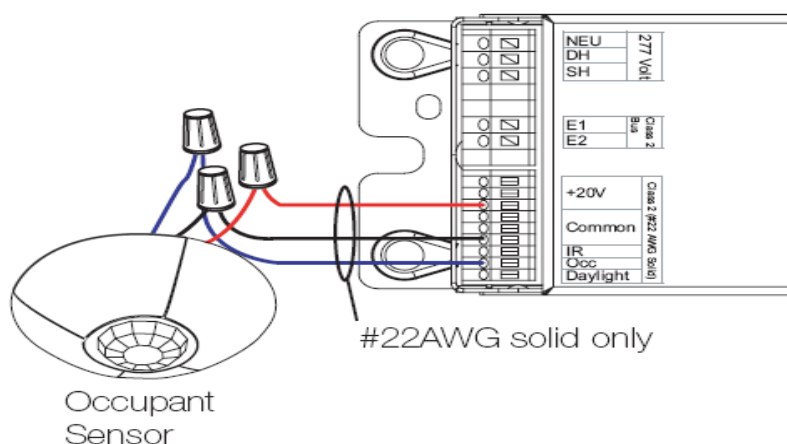 NEU
DH
SH
277 Volt
E1
E2
Class 2
Bus
+20V
Common
IR
Occ
Daylight
Class 2 (#22 AWG Solid)
#22AWG solid only
Occupant
Sensor